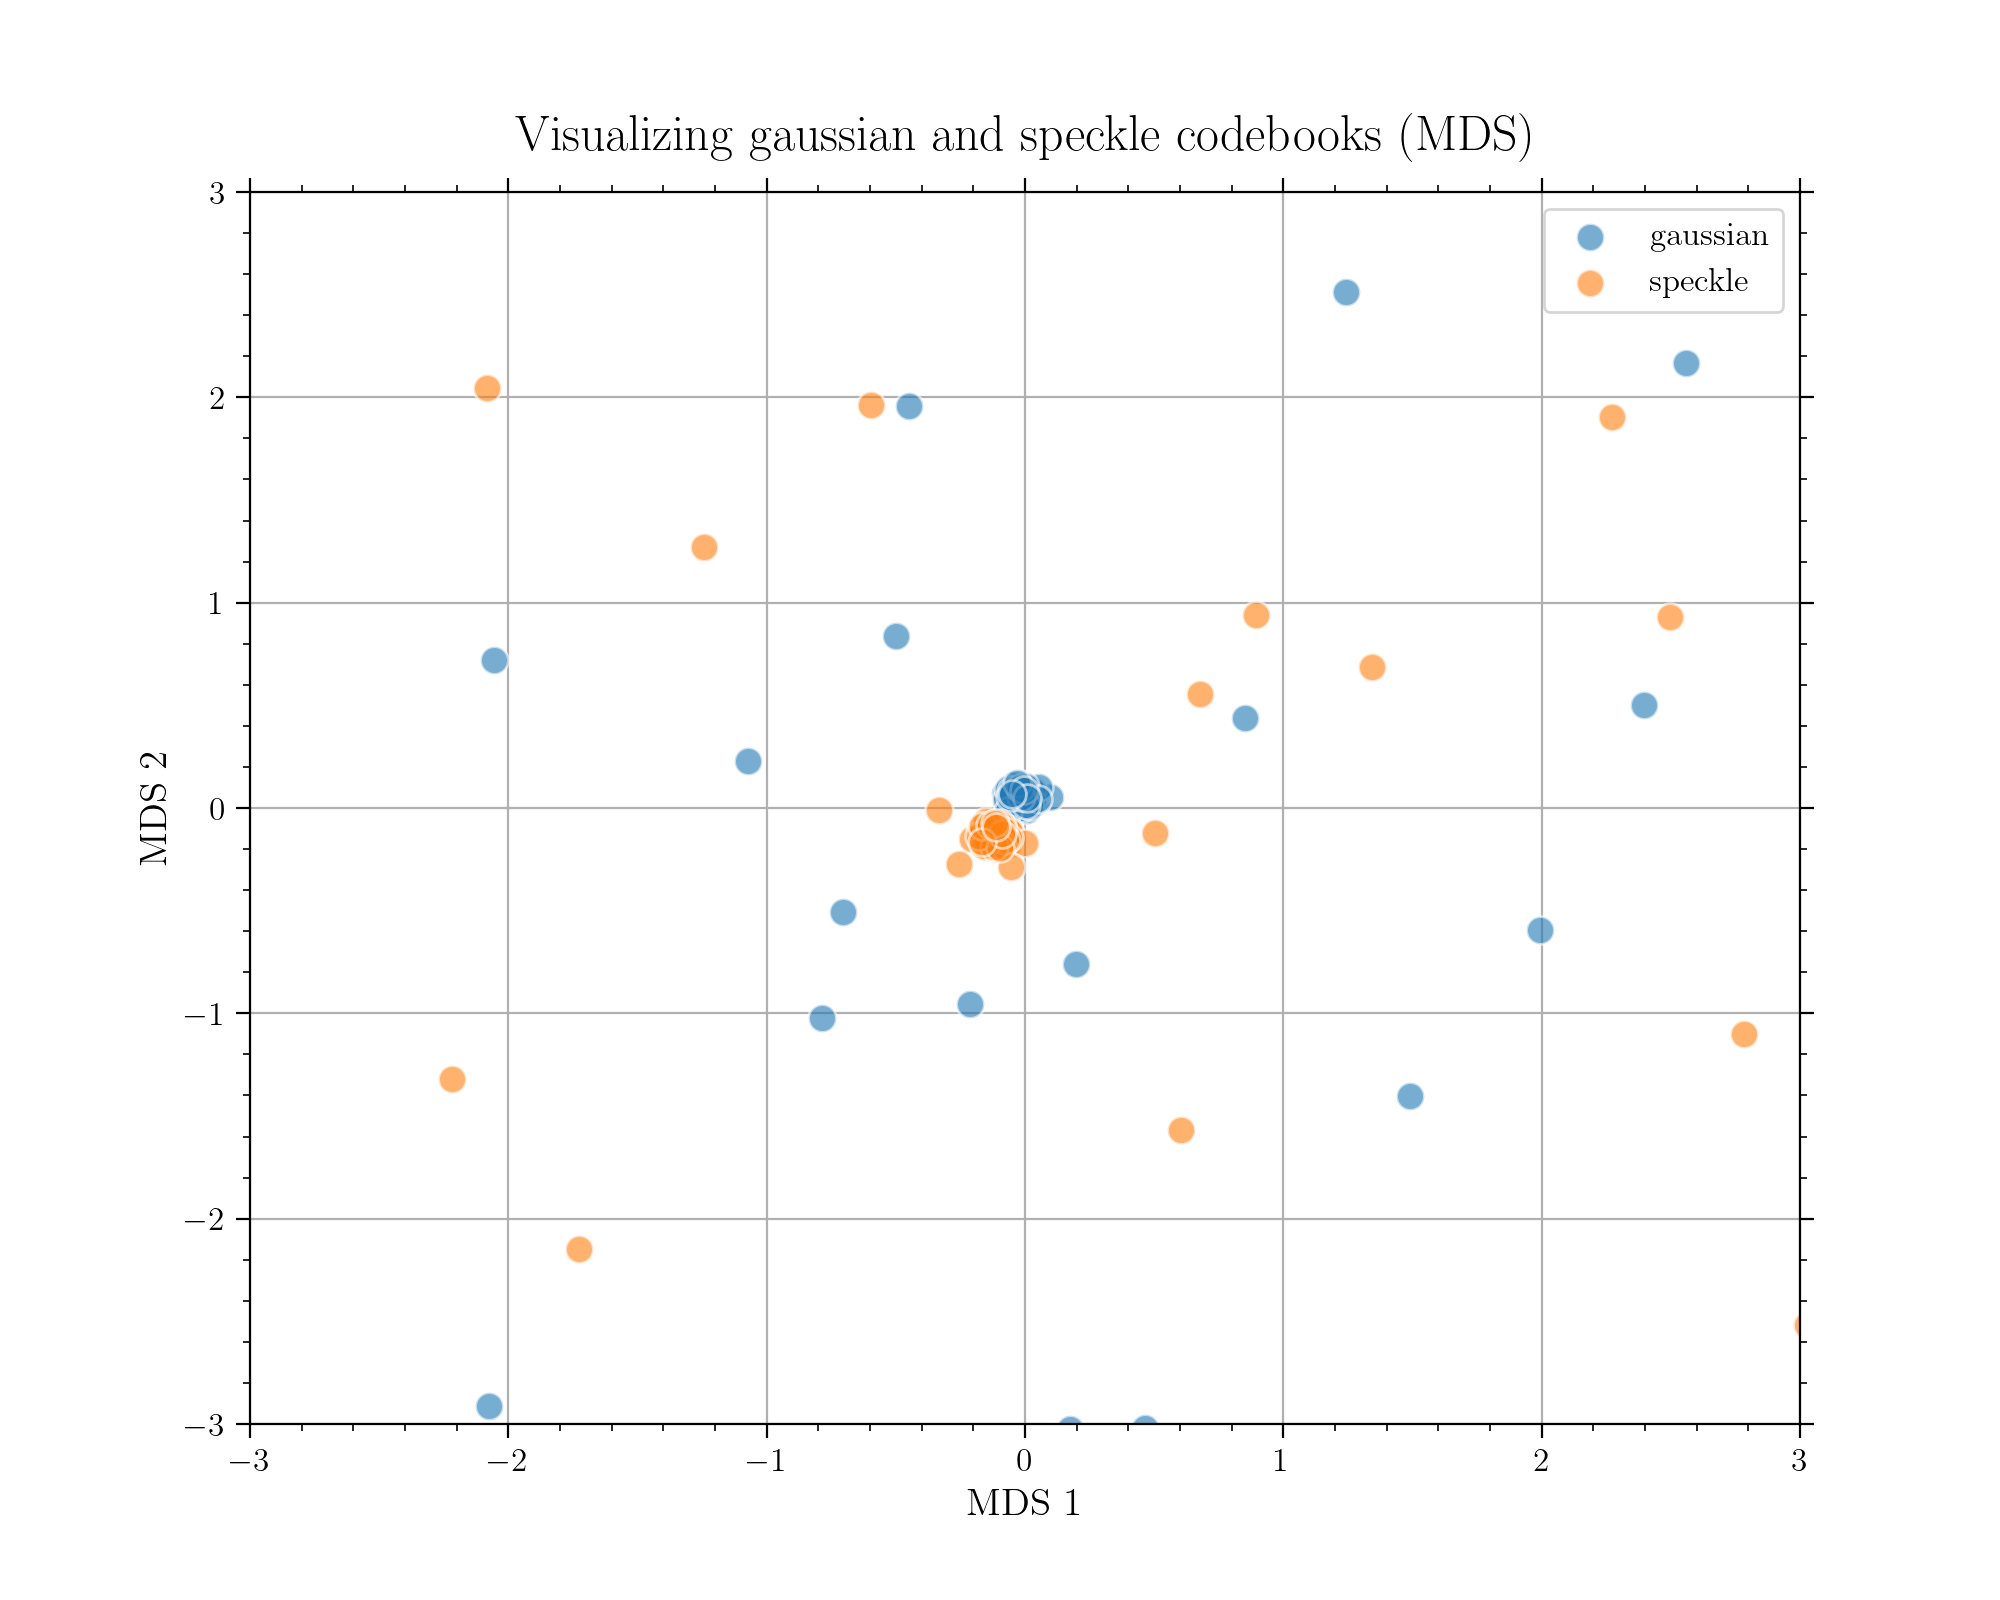 Visualizing gaussian and speckle codebooks (MDS)
gaussian
speckle
3
2
1
0
−1
−2
−3
MDS 2
−3
−2
−1
0
1
2
3
MDS 1